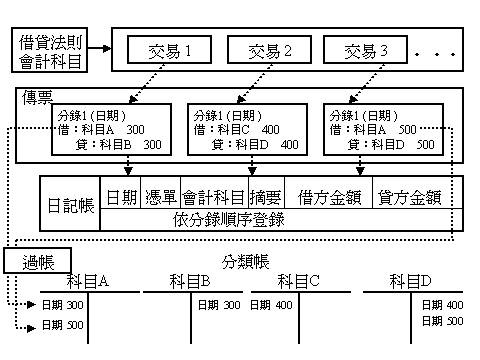 借貸法則
會計科目
交易1
交易2
交易3
. . .
傳票
分錄1(日期)
借：科目A 300
貸：科目B 300
分錄1(日期)
借：科目C 400
貸：科目D 400
分錄1(日期)
借：科目A 500
貸：科目D 500
日記帳
日期 憑單 會計科目 摘要 借方金額 貸方金額
依分錄順序登錄
過帳
分類帳
科目A 科目B 科目C 科目D
日期 300 日期 300 日期 400 日期 400
日期 500 日期 500